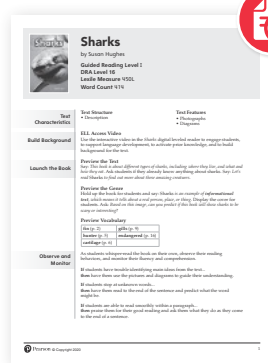 Sharks
Sharks
by Susan Hughes
Guided Reading Level I
DRA Level 16
Lexile Measure 450L
Word Count 414
Text Characteristics
Text Structure
• Description
Text Features
• Photographs
• Diagrams
Build Background
ELL Access Video
Use the interactive video in the Sharks digital leveled reader to engage students,
to support language development, to activate prior knowledge, and to build
background for the text.
Launch the Book
Preview the Text
Say: This book is about different types of sharks, including where they live, and what and
how they eat. Ask students if they already know anything about sharks. Say: Let's
read Sharks to find out more about these amazing creatures.
Preview the Genre
Hold up the book for students and say: Sharks is an example of informational
text, which means it tells about a real person, place, or thing. Display the cover for
students. Ask: Based on this range, can you predict if this book will show sharks to be
scary or interesting?
Preview Vocabulary
fin (p. 2)
gills (p. 9)
hunter (p. 5)
endangered (p. 16)
cartilage (p. 6)
Observe and Monitor
As students whisper-read the book on their own, observe their reading
behaviors, and monitor their fluency and comprehension.
If students have trouble identifying main ideas from the text...
then have them use the pictures and diagrams to guide their understanding.
If students stop at unknown words...
then have them read to the end of the sentence and predict what the word
might be.
If students are able to read smoothly within a paragraph...
then praise them for their good reading and ask them what they do as they come
to the end of a sentence.
Pearson © Copyright 2020